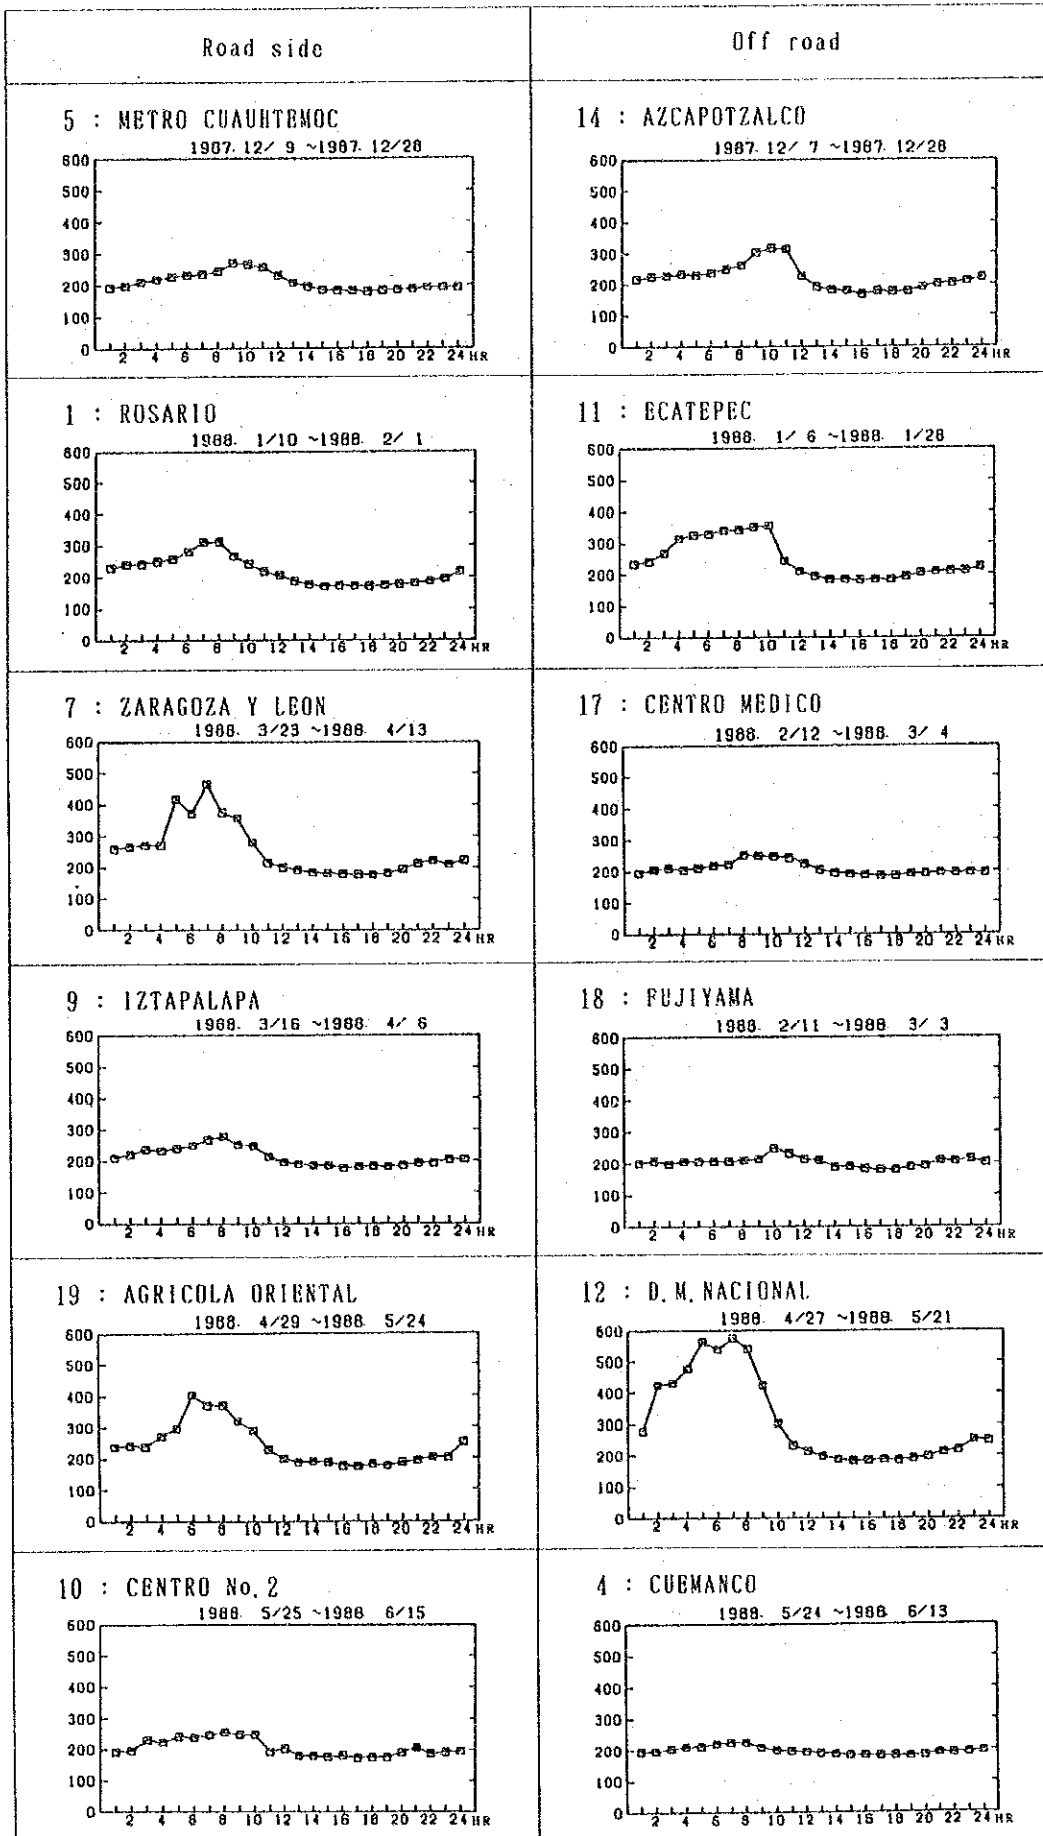 Road side
Off road
5 : METRO CUAUHTEMOC
1987. 12/ 9 ~1987. 12/28
600
500
400
300
200
100
0
2 4 6 8 10 12 14 16 18 20 22 24 HR
14 : AZCAPOTZALCO
1987. 12/ 7 ~1987. 12/28
600
500
400
300
200
100
0
2 4 6 8 10 12 14 16 18 20 22 24 HR
1 : ROSARIO
1988. 1/10 ~1988. 2/ 1
600
500
400
300
200
100
0
2 4 6 8 10 12 14 16 18 20 22 24 HR
11 : ECATEPEC
1988. 1/ 6 ~1988. 1/28
600
500
400
300
200
100
0
2 4 6 8 10 12 14 16 18 20 22 24 HR
7 : ZARAGOZA Y LEON
1988. 3/23 ~1988. 4/13
600
500
400
300
200
100
0
2 4 6 8 10 12 14 16 18 20 22 24 HR
17 : CENTRO MEDICO
1988. 2/12 ~1988. 3/ 4
600
500
400
300
200
100
0
2 4 6 8 10 12 14 16 18 20 22 24 HR
9 : IZTAPALAPA
1988. 3/16 ~1988. 4/ 6
600
500
400
300
200
100
0
2 4 6 8 10 12 14 16 18 20 22 24 HR
18 : FUJIYAMA
1988. 2/11 ~1988. 3/ 3
600
500
400
300
200
100
0
2 4 6 8 10 12 14 16 18 20 22 24 HR
19 : AGRICOLA ORIENTAL
1988. 4/29 ~1988. 5/24
600
500
400
300
200
100
0
2 4 6 8 10 12 14 16 18 20 22 24 HR
12 : D. M. NACIONAL
1988. 4/27 ~1988. 5/21
600
500
400
300
200
100
0
2 4 6 8 10 12 14 16 18 20 22 24 HR
10 : CENTRO No. 2
1988. 5/25 ~1988. 6/15
600
500
400
300
200
100
0
2 4 6 8 10 12 14 16 18 20 22 24 HR
4 : CUEMANCO
1988. 5/24 ~1988. 6/13
600
500
400
300
200
100
0
2 4 6 8 10 12 14 16 18 20 22 24 HR